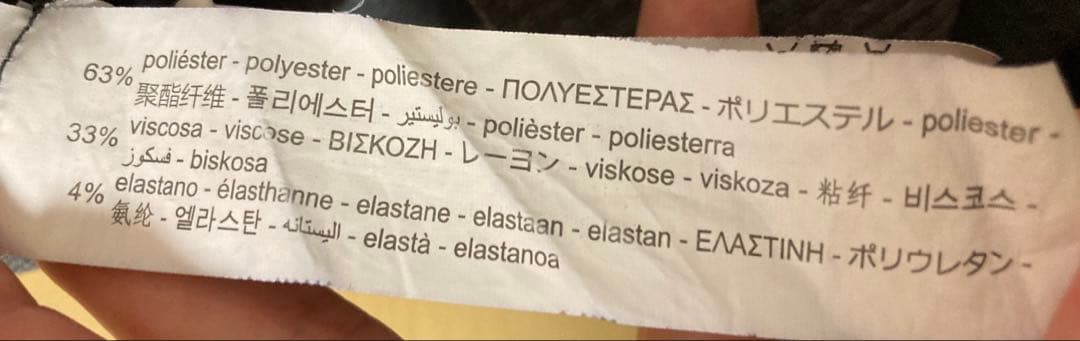 63% poliéster - polyester - poliestere - ΠΟΛΥΕΣΤΕΡΑΣ - ポリエステル - poliester -
聚酯纤维 - 폴리에스터 - بوليستير - polièster - poliesterra
33% viscosa - viscose - ΒΙΣΚΟΖΗ - レーヨン - viskose - viskoza - 粘纤 - 비스코스 -
فسكوز - biskosa
4% elastano - élasthanne - elastane - elastaan - elastan - ΕΛΑΣΤΙΝΗ - ポリウレタン -
氨纶 - 엘라스탄 - اليستانه - elastà - elastanoa